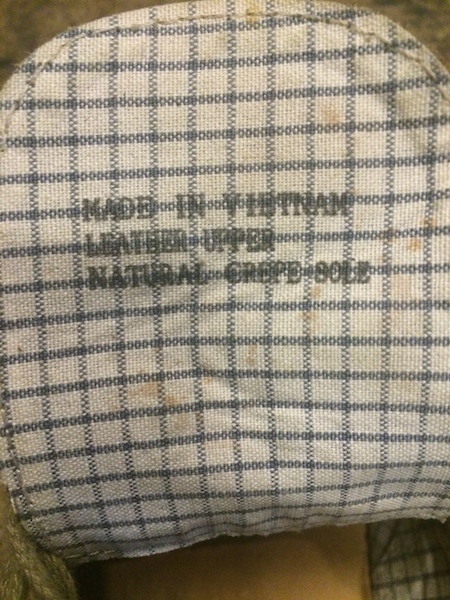 MADE IN VIETNAM
LEATHER UPPER
NATURAL CREPE SOLE